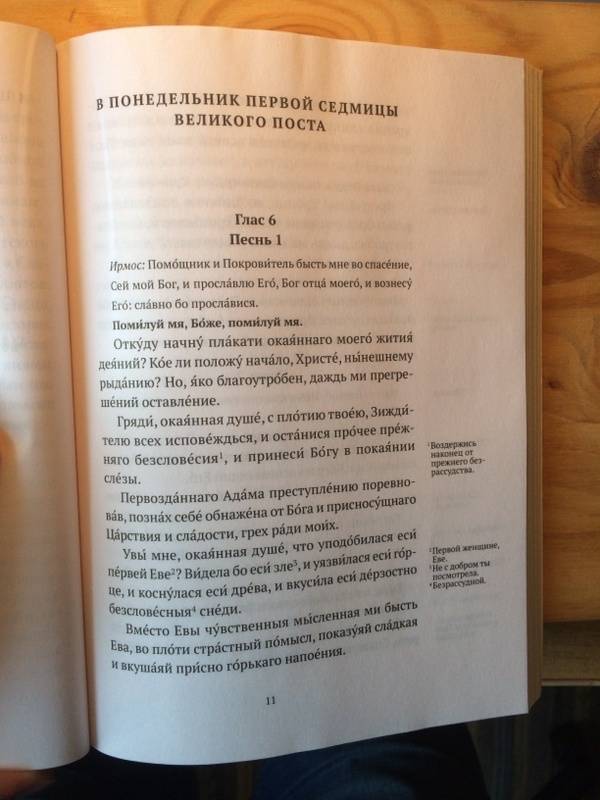 В ПОНЕДЕЛЬНИК ПЕРВОЙ СЕДМИЦЫ
ВЕЛИКОГО ПОСТА
Глас 6
Песнь 1
Ирмос: Помо́щник и Покрови́тель бысть мне во спасе́ние,
Сей мой Бог, и просла́влю Его́, Бог отца́ моего́, и вознесу́
Его́: сла́вно бо просла́вися.
Поми́луй мя, Бо́же, поми́луй мя.
Отку́ду начну́ пла́кати окая́ннаго моего́ жития́
дея́ний? Ко́е ли положу́ нача́ло, Христе́, ны́нешнему
рыда́нию? Но, я́ко благоутро́бен, даждь ми прегре-
ше́ний оставле́ние.
Гряди́, окая́нная душе́, с пло́тию твое́ю, Зижди́-
телю всех испове́ждься, и оста́нися про́чее пре́ж-
няго безслове́сия¹, и принеси́ Бо́гу в покая́нии
сле́зы.
Первозда́ннаго Ада́ма преступле́нию поревно-
ва́в, позна́х себе́ обнаже́на от Бо́га и присносу́щнаго
Ца́рствия и сла́дости, грех ра́ди мои́х.
Увы́ мне, окая́нная душе́, что уподо́билася еси́
пе́рвей Еве²? Ви́дела бо еси́ зле³, и уязви́лася еси́ го́р-
це, и косну́лася еси́ дре́ва, и вкуси́ла еси́ де́рзостно
безслове́сныя⁴ сне́ди.
Вме́сто Евы чу́вственныя мы́сленная ми бысть
Ева, во пло́ти стра́стный по́мысл, показу́яй сла́дкая
и вкуша́яй при́сно го́рькаго напое́ния.
¹ Воздержись
наконец от
прежнего без-
рассудства.
² Первой женщине,
Еве.
³ Не с добром ты
посмотрела.
⁴ Безрассудной.
11